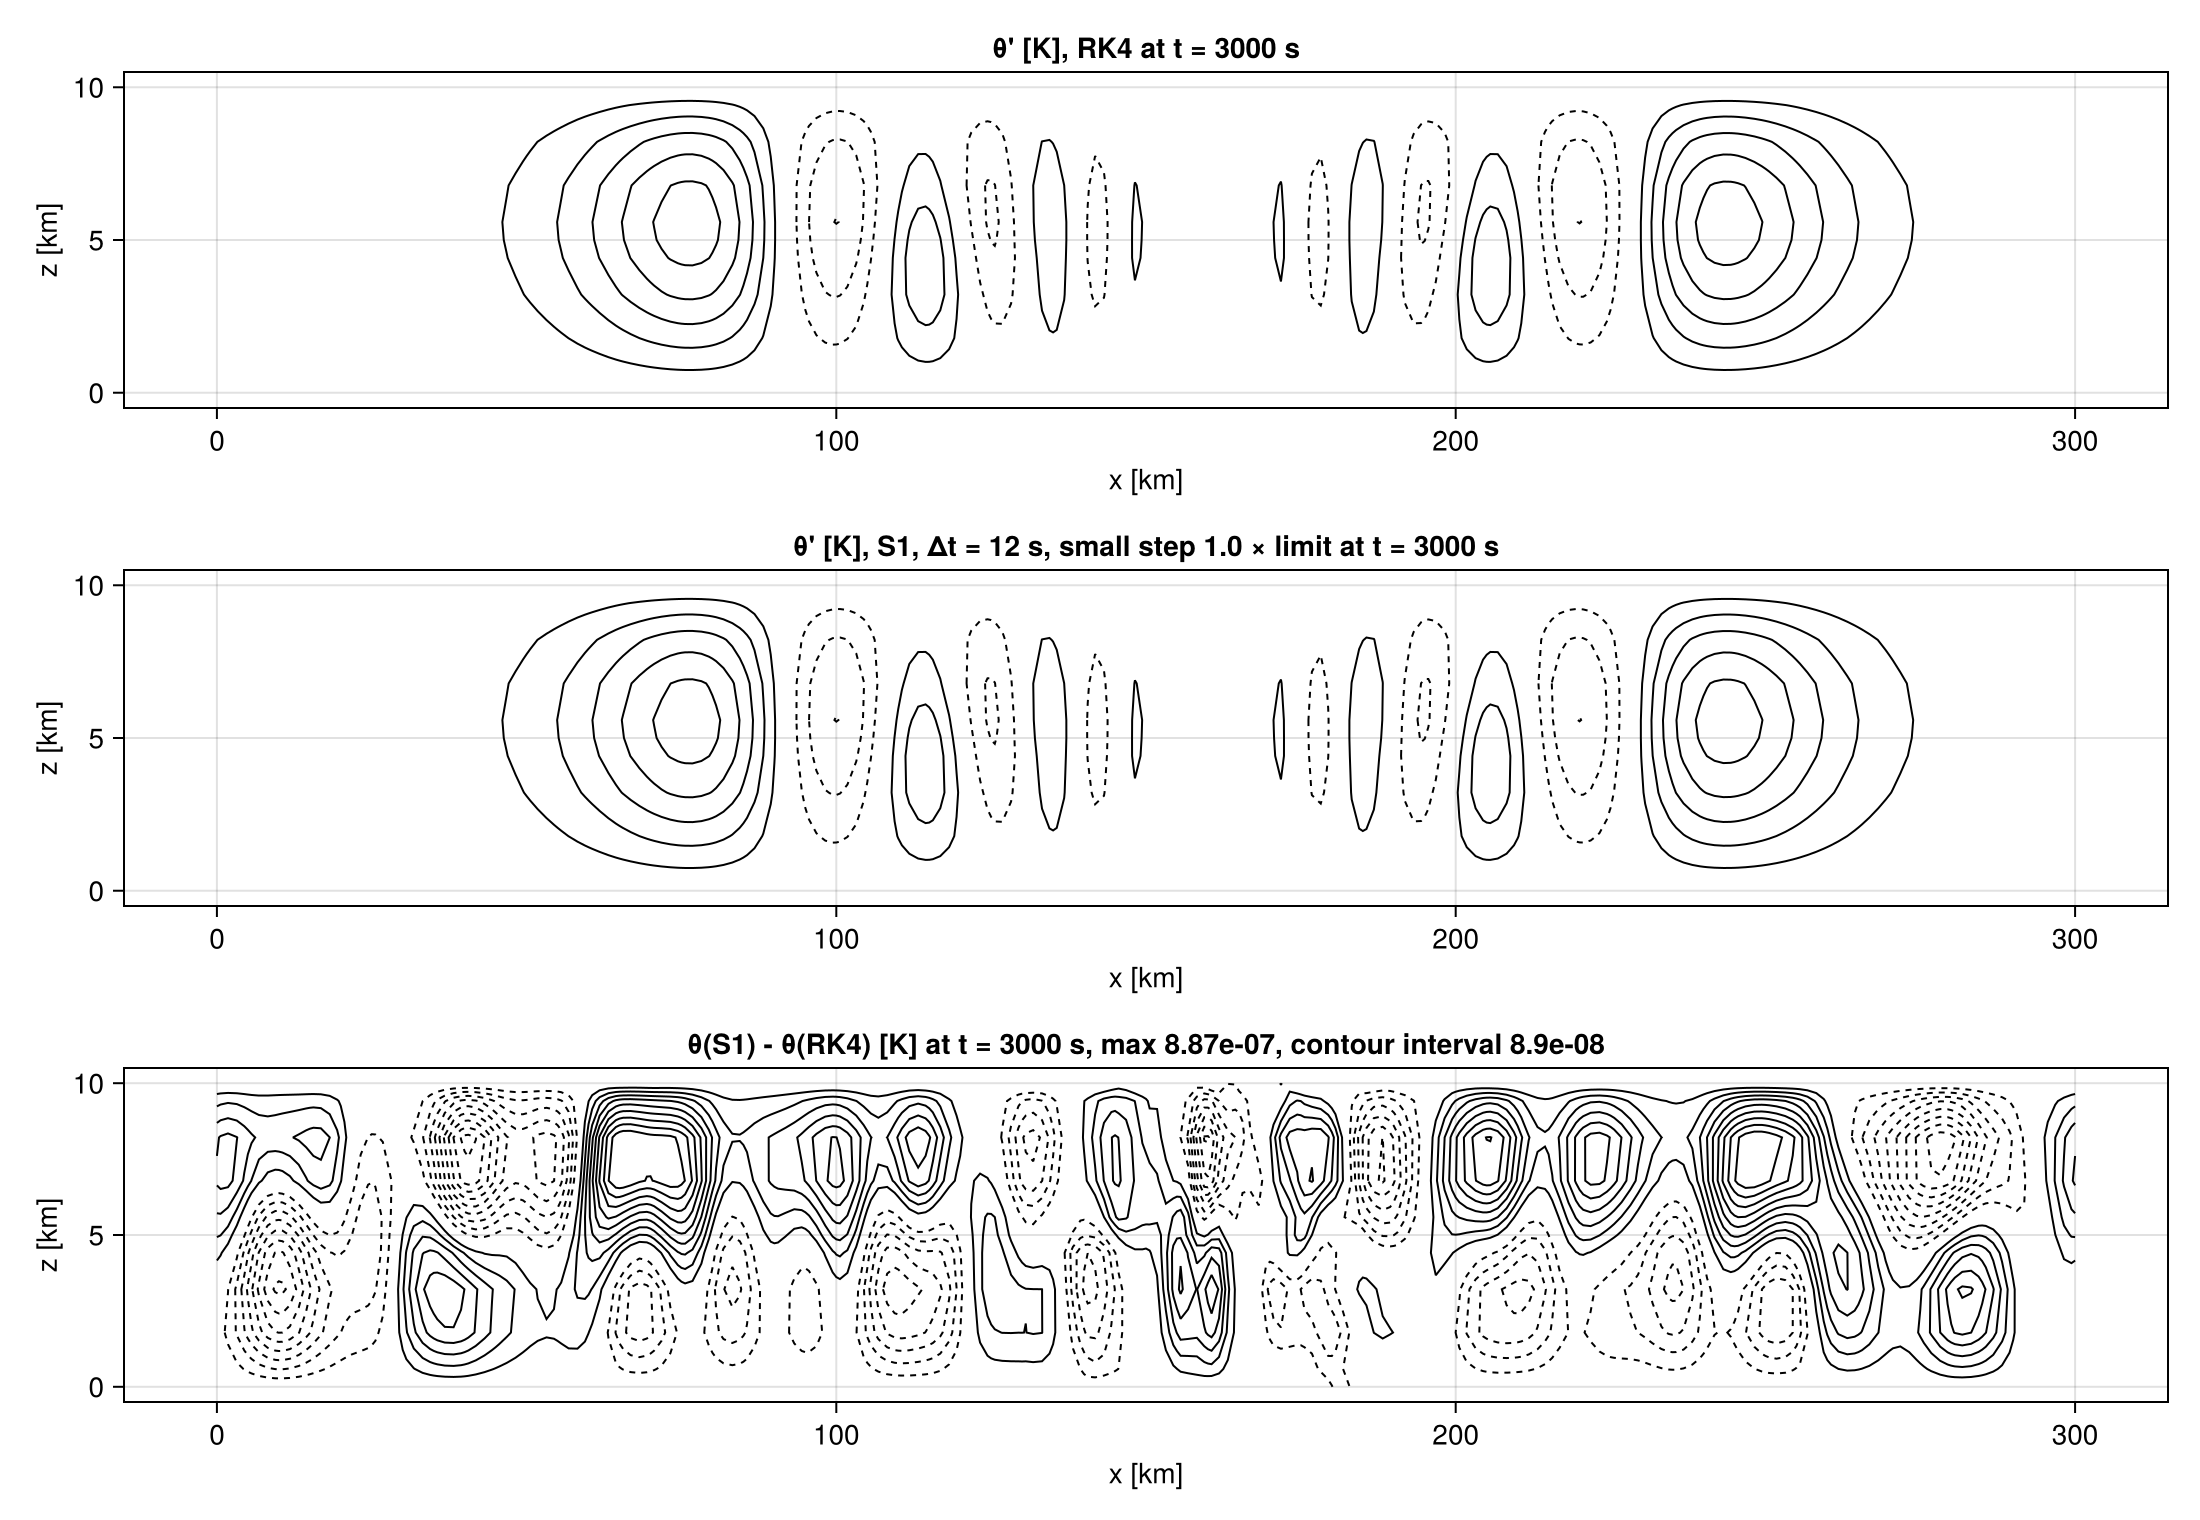 θ' [K], RK4 at t = 3000 s
10
5
0
z [km]
0 100 200 300
x [km]
θ' [K], S1, Δt = 12 s, small step 1.0 × limit at t = 3000 s
10
5
0
z [km]
0 100 200 300
x [km]
θ(S1) - θ(RK4) [K] at t = 3000 s, max 8.87e-07, contour interval 8.9e-08
10
5
0
z [km]
0 100 200 300
x [km]